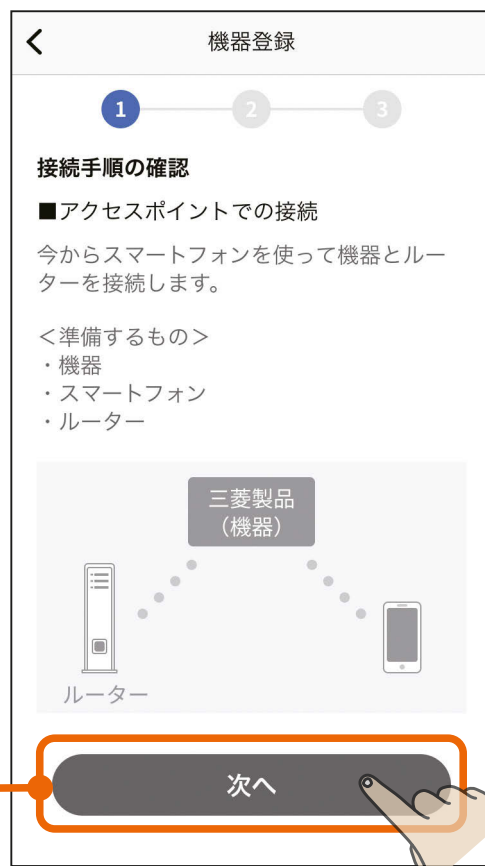 機器登録
1 2 3
接続手順の確認
■アクセスポイントでの接続
今からスマートフォンを使って機器とルー
ターを接続します。
＜準備するもの＞
・機器
・スマートフォン
・ルーター
三菱製品
（機器）
ルーター
次へ